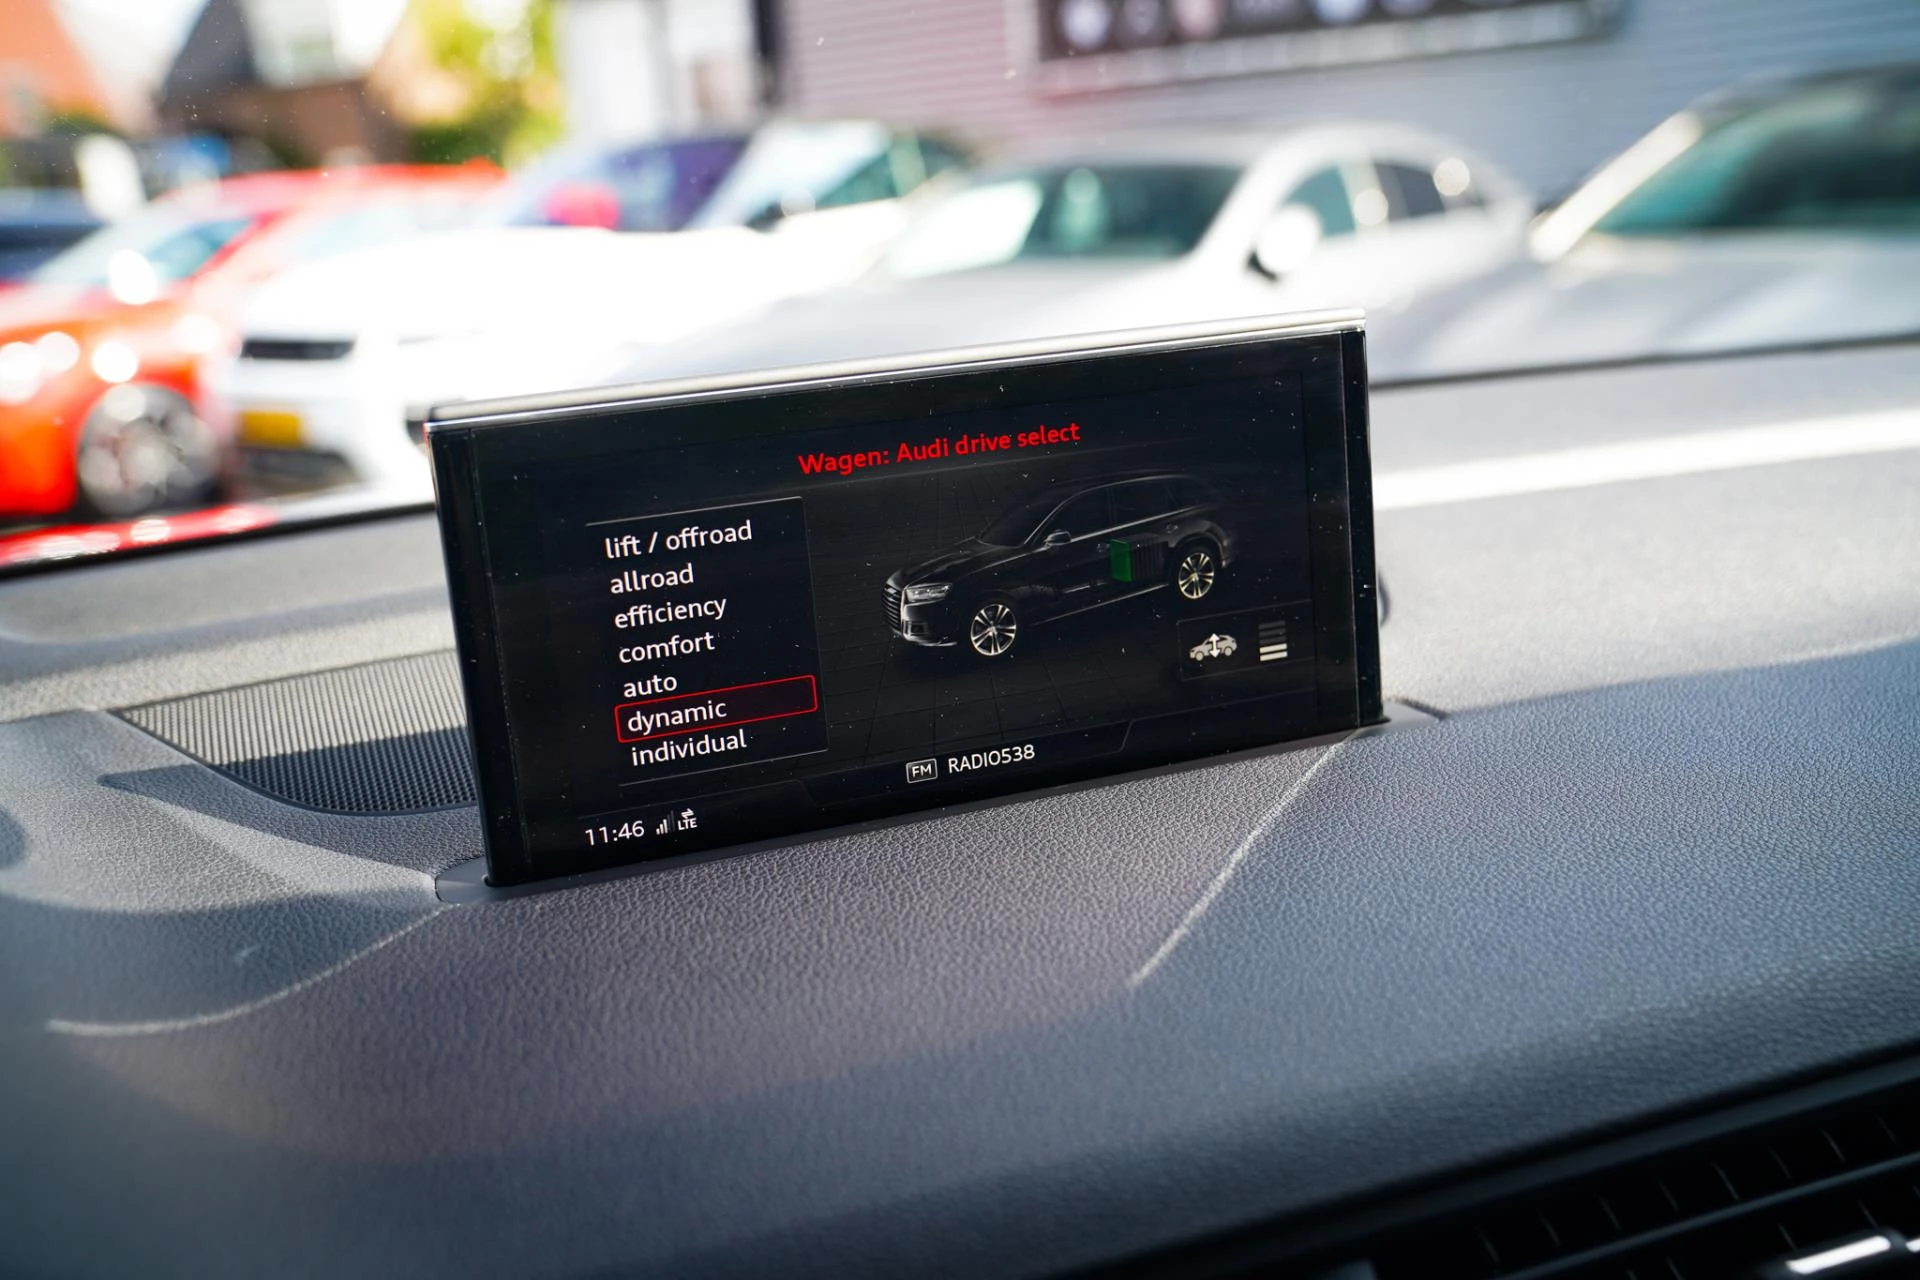 Wagen: Audi drive select
lift / offroad
allroad
efficiency
comfort
auto
dynamic
individual
FM RADIO538
11:46 LTE